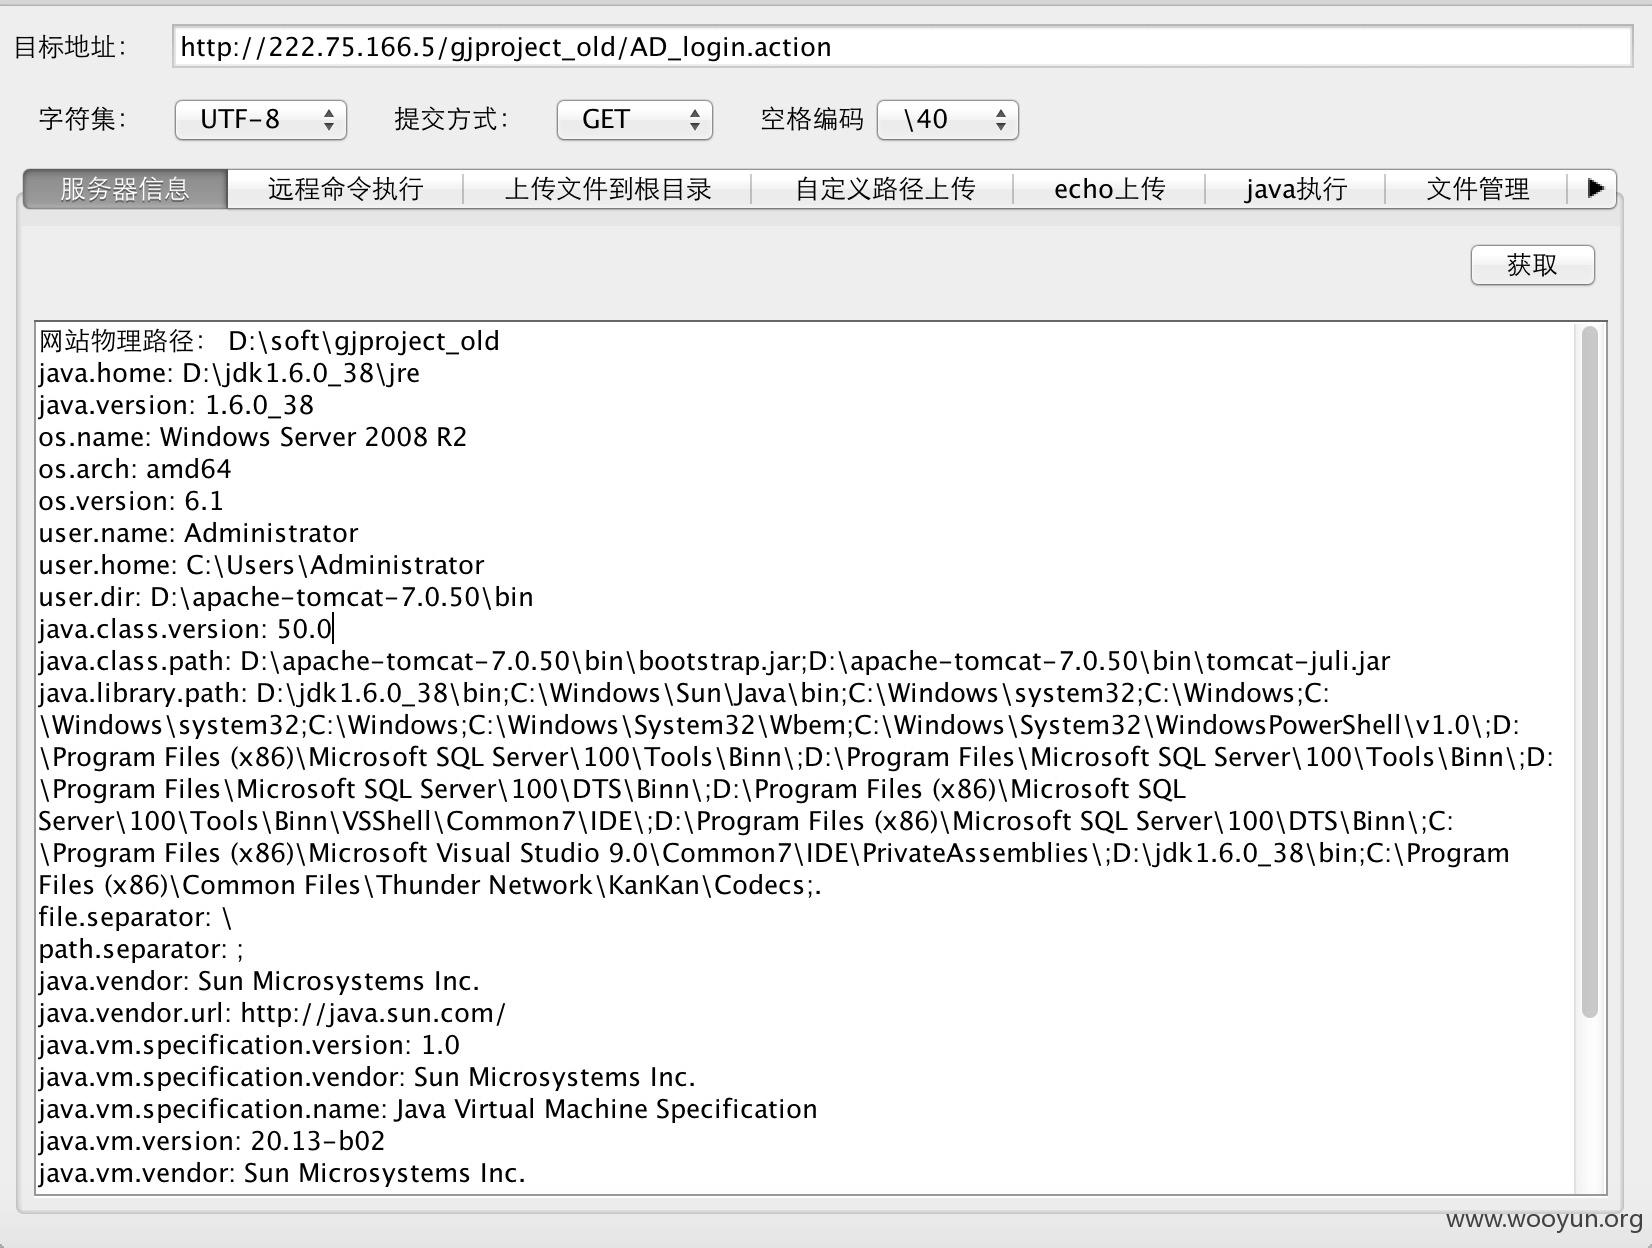 目标地址： http://222.75.166.5/gjproject_old/AD_login.action
字符集： UTF-8 提交方式： GET 空格编码 \40
服务器信息 远程命令执行 上传文件到根目录 自定义路径上传 echo上传 java执行 文件管理
获取
网站物理路径： D:\soft\gjproject_old
java.home: D:\jdk1.6.0_38\jre
java.version: 1.6.0_38
os.name: Windows Server 2008 R2
os.arch: amd64
os.version: 6.1
user.name: Administrator
user.home: C:\Users\Administrator
user.dir: D:\apache-tomcat-7.0.50\bin
java.class.version: 50.0
java.class.path: D:\apache-tomcat-7.0.50\bin\bootstrap.jar;D:\apache-tomcat-7.0.50\bin\tomcat-juli.jar
java.library.path: D:\jdk1.6.0_38\bin;C:\Windows\Sun\Java\bin;C:\Windows\system32;C:\Windows;C:
\Windows\system32;C:\Windows;C:\Windows\System32\Wbem;C:\Windows\System32\WindowsPowerShell\v1.0\;D:
\Program Files (x86)\Microsoft SQL Server\100\Tools\Binn\;D:\Program Files\Microsoft SQL Server\100\Tools\Binn\;D:
\Program Files\Microsoft SQL Server\100\DTS\Binn\;D:\Program Files (x86)\Microsoft SQL
Server\100\Tools\Binn\VSShell\Common7\IDE\;D:\Program Files (x86)\Microsoft SQL Server\100\DTS\Binn\;C:
\Program Files (x86)\Microsoft Visual Studio 9.0\Common7\IDE\PrivateAssemblies\;D:\jdk1.6.0_38\bin;C:\Program
Files (x86)\Common Files\Thunder Network\KanKan\Codecs;.
file.separator: \
path.separator: ;
java.vendor: Sun Microsystems Inc.
java.vendor.url: http://java.sun.com/
java.vm.specification.version: 1.0
java.vm.specification.vendor: Sun Microsystems Inc.
java.vm.specification.name: Java Virtual Machine Specification
java.vm.version: 20.13-b02
java.vm.vendor: Sun Microsystems Inc.
www.wooyun.org